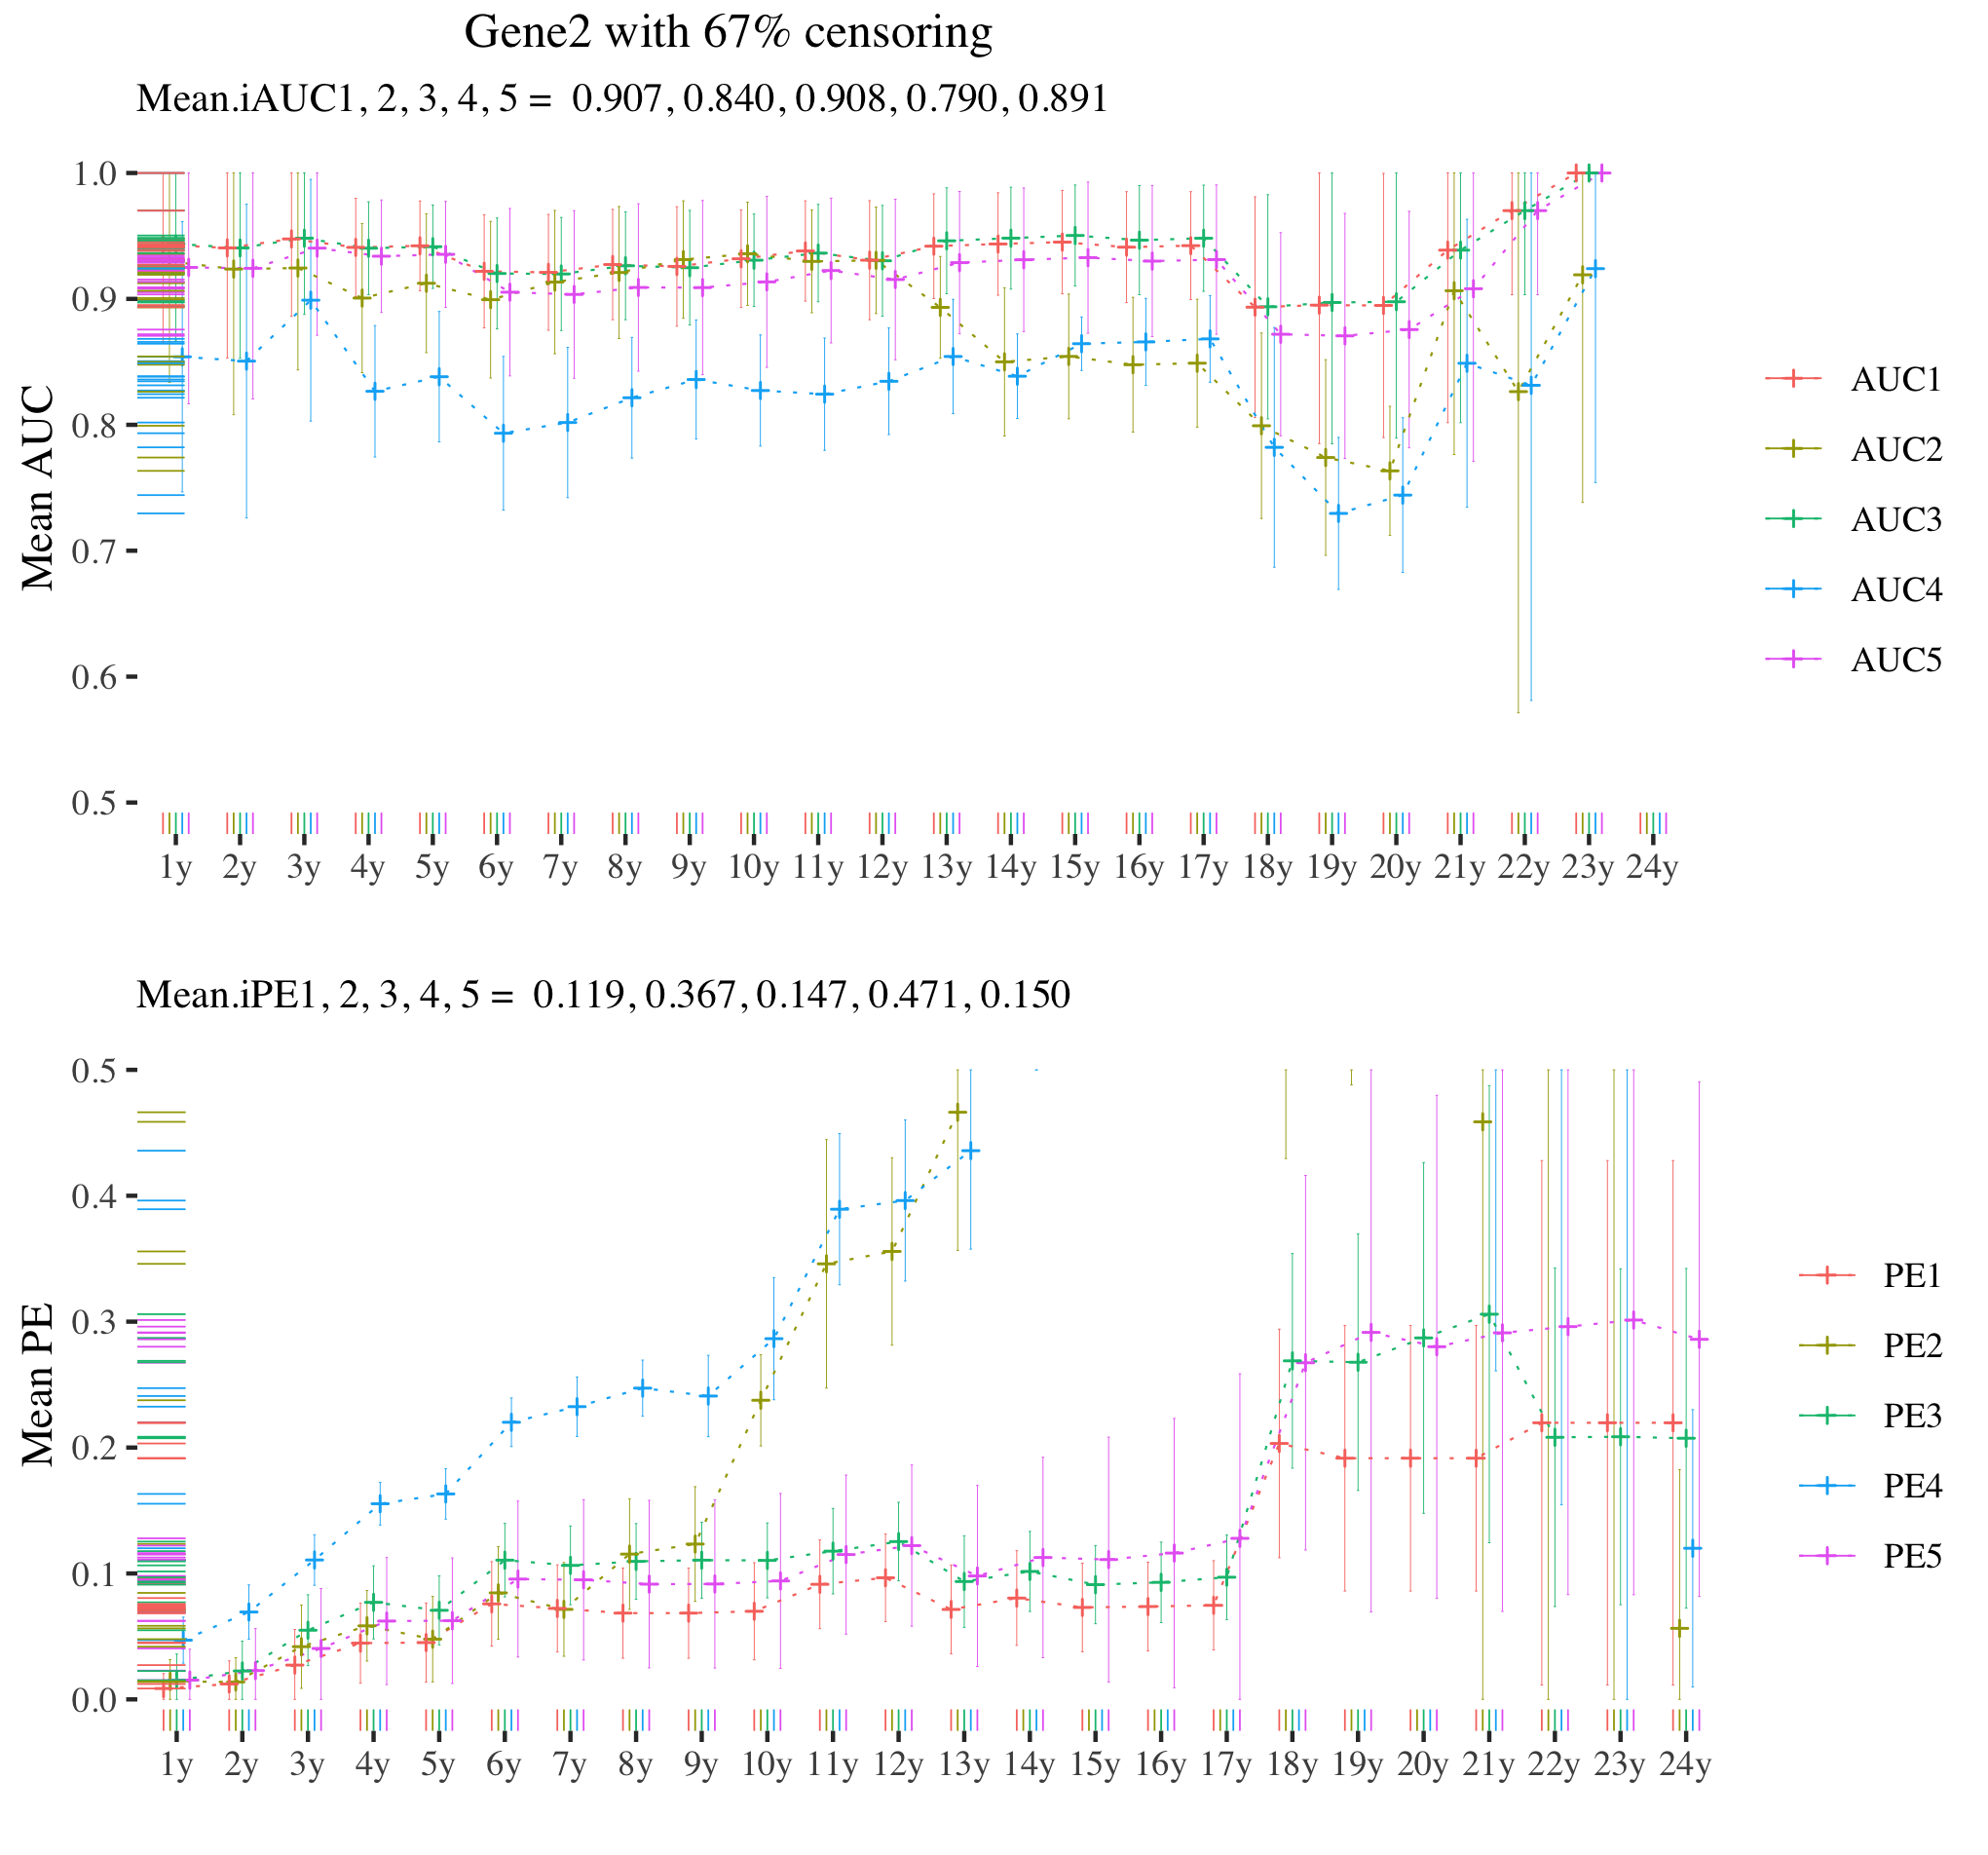 Gene2 with 67% censoring
Mean.iAUC1, 2, 3, 4, 5 = 0.907, 0.840, 0.908, 0.790, 0.891
Mean AUC
1.0
0.9
0.8
0.7
0.6
0.5
1y 2y 3y 4y 5y 6y 7y 8y 9y 10y 11y 12y 13y 14y 15y 16y 17y 18y 19y 20y 21y 22y 23y 24y
AUC1
AUC2
AUC3
AUC4
AUC5
Mean.iPE1, 2, 3, 4, 5 = 0.119, 0.367, 0.147, 0.471, 0.150
Mean PE
0.5
0.4
0.3
0.2
0.1
0.0
1y 2y 3y 4y 5y 6y 7y 8y 9y 10y 11y 12y 13y 14y 15y 16y 17y 18y 19y 20y 21y 22y 23y 24y
PE1
PE2
PE3
PE4
PE5